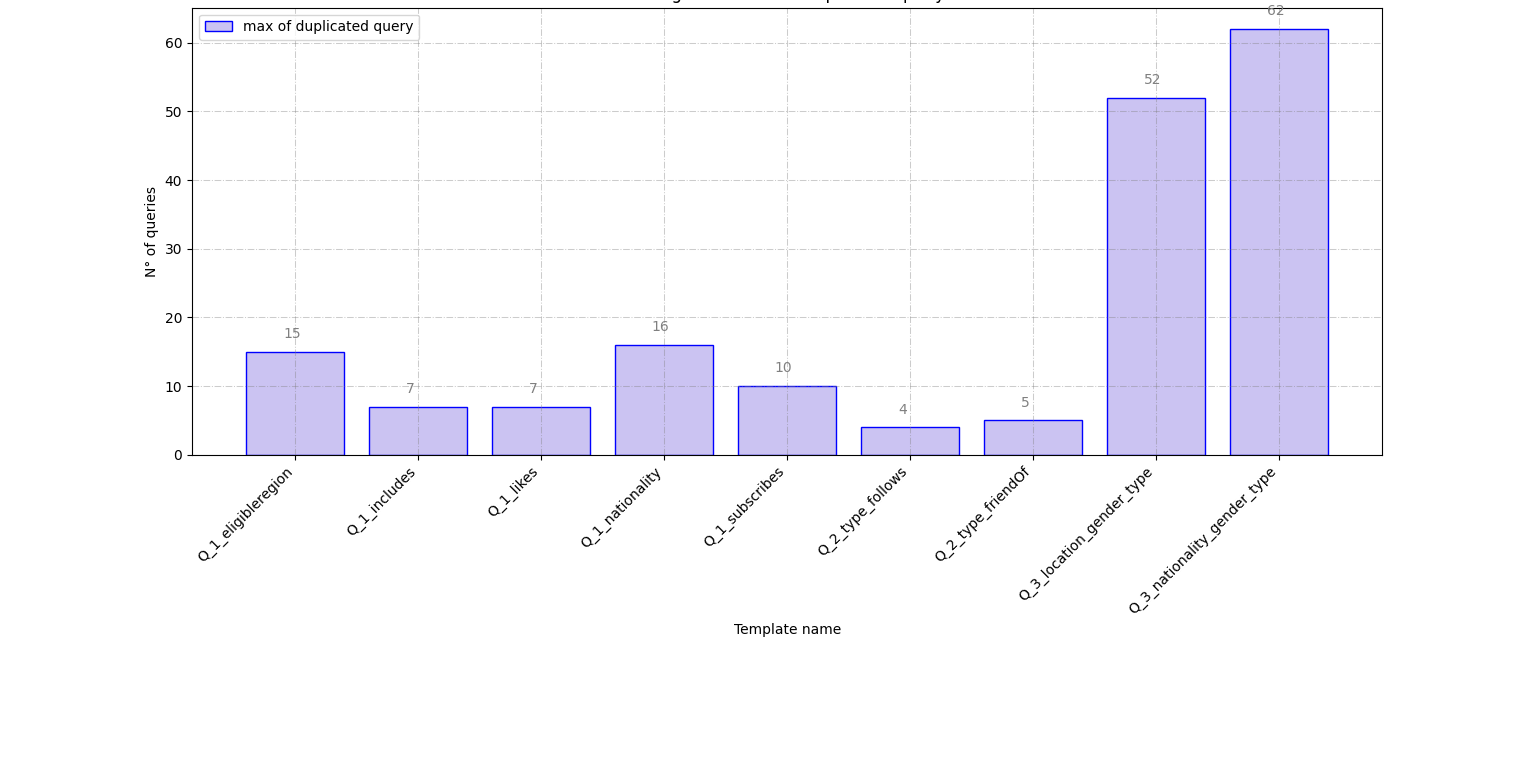 max of duplicated query
62
60
52
50
40
N° of queries
30
20
16
15
10
10
7
7
5
4
0
Q_1_eligibleregion
Q_1_includes
Q_1_likes
Q_1_nationality
Q_1_subscribes
Q_2_type_follows
Q_2_type_friendOf
Q_3_location_gender_type
Q_3_nationality_gender_type
Template name